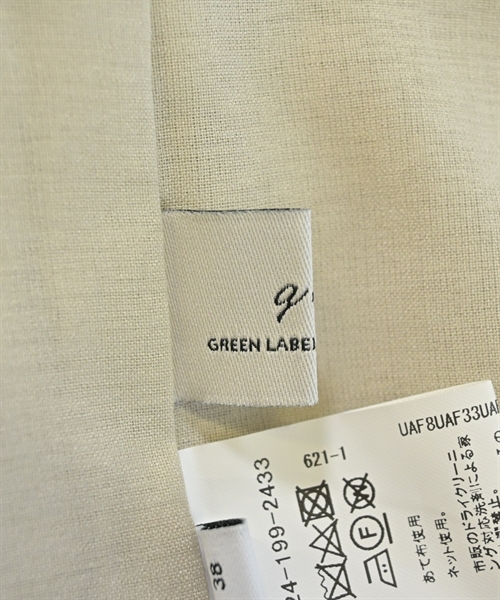 g
GREEN LABEL
UAF8UAF33UAF
621-1
24-199-2433
38
F
あて布使用
ネット使用。
市販のドライクリーニ
ング対応洗剤による家